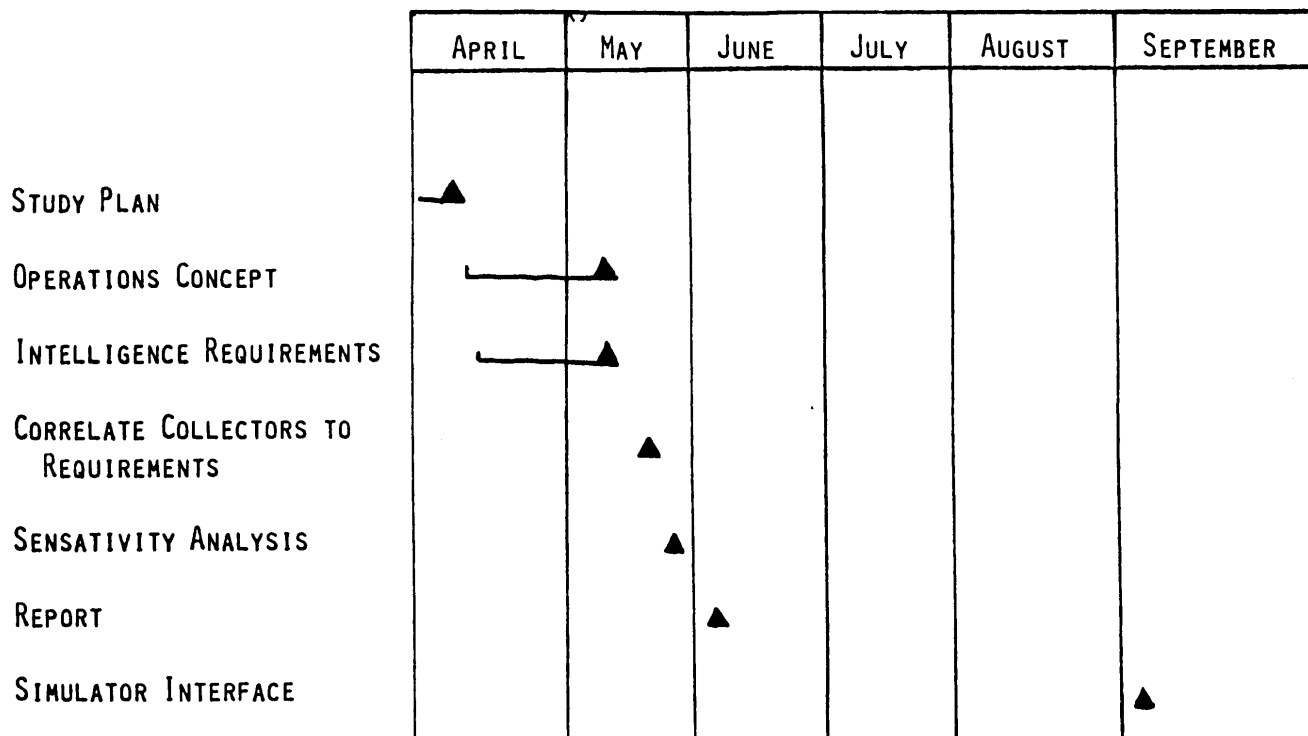 April May June July August September
Study Plan
Operations Concept
Intelligence Requirements
Correlate Collectors to
Requirements
Sensativity Analysis
Report
Simulator Interface